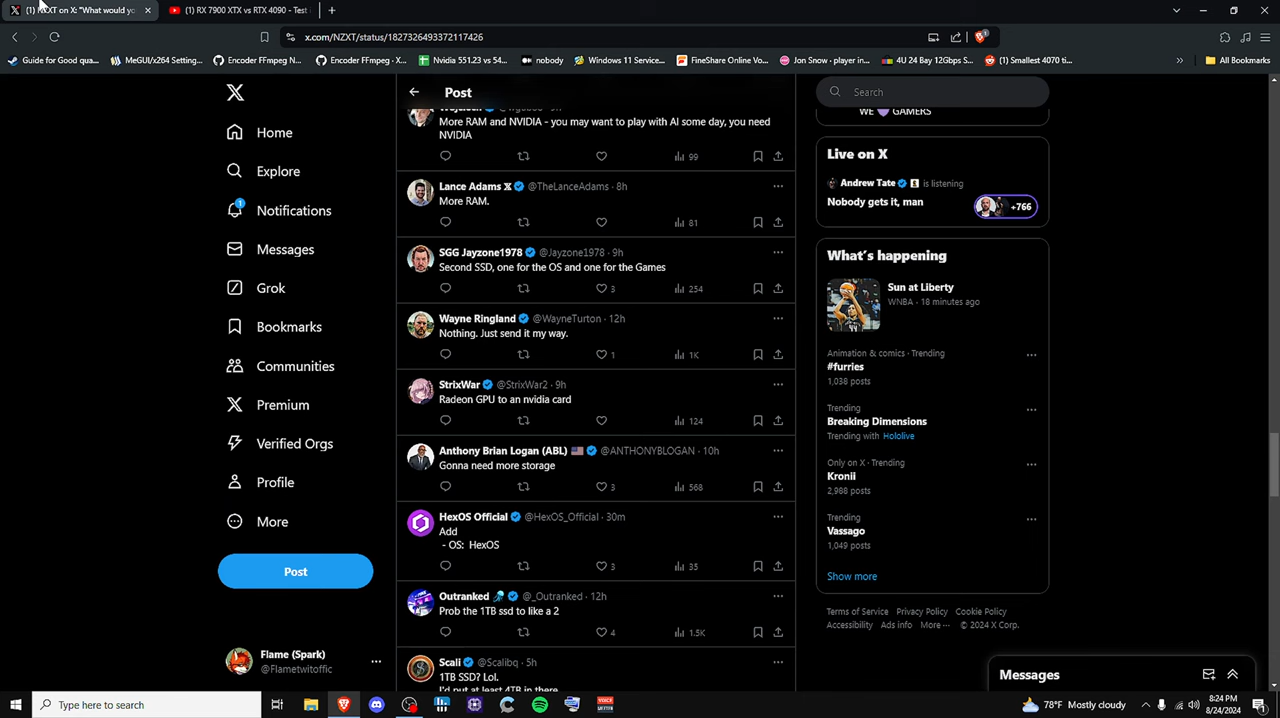 (1) NZXT on X: "What would yo
(1) RX 7900 XTX vs RTX 4090 - Test
x.com/NZXT/status/1827326493372117426
Guide for Good qua...
MeGUI/x264 Setting...
Encoder FFmpeg · N...
Encoder FFmpeg · X...
Nvidia 551.23 vs 54...
nobody
Windows 11 Service...
FineShare Online Vo...
Jon Snow - player in...
4U 24 Bay 12Gbps S...
(1) Smallest 4070 ti...
All Bookmarks
Home
Explore
1
Notifications
Messages
Grok
Bookmarks
Communities
Premium
Verified Orgs
Profile
More
Post
Flame (Spark)
@Flametwitoffic
Post
More RAM and NVIDIA - you may want to play with AI some day, you need
NVIDIA
99
Lance Adams 𝕏 @TheLanceAdams · 8h
More RAM.
81
SGG Jayzone1978 @Jayzone1978 · 9h
Second SSD, one for the OS and one for the Games
3 254
Wayne Ringland @WayneTurton · 12h
Nothing. Just send it my way.
1 1K
StrixWar @StrixWar2 · 9h
Radeon GPU to an nvidia card
124
Anthony Brian Logan (ABL) 🇺🇸 @ANTHONYBLOGAN · 10h
Gonna need more storage
3 568
HexOS Official @HexOS_Official · 30m
Add
- OS: HexOS
3 35
Outranked @_Outranked · 12h
Prob the 1TB ssd to like a 2
4 1.5K
Scali @Scalibq · 5h
1TB SSD? Lol.
I'd put at least 4TB in there
Search
WE 💜 GAMERS
Live on X
Andrew Tate is listening
Nobody gets it, man
+766
What's happening
Sun at Liberty
WNBA · 18 minutes ago
Animation & comics · Trending
#furries
1,038 posts
Trending
Breaking Dimensions
Trending with Hololive
Only on X · Trending
Kronii
2,988 posts
Trending
Vassago
1,049 posts
Show more
Terms of Service Privacy Policy Cookie Policy
Accessibility Ads info More ··· © 2024 X Corp.
Messages
Type here to search
78°F Mostly cloudy
8:24 PM
8/24/2024